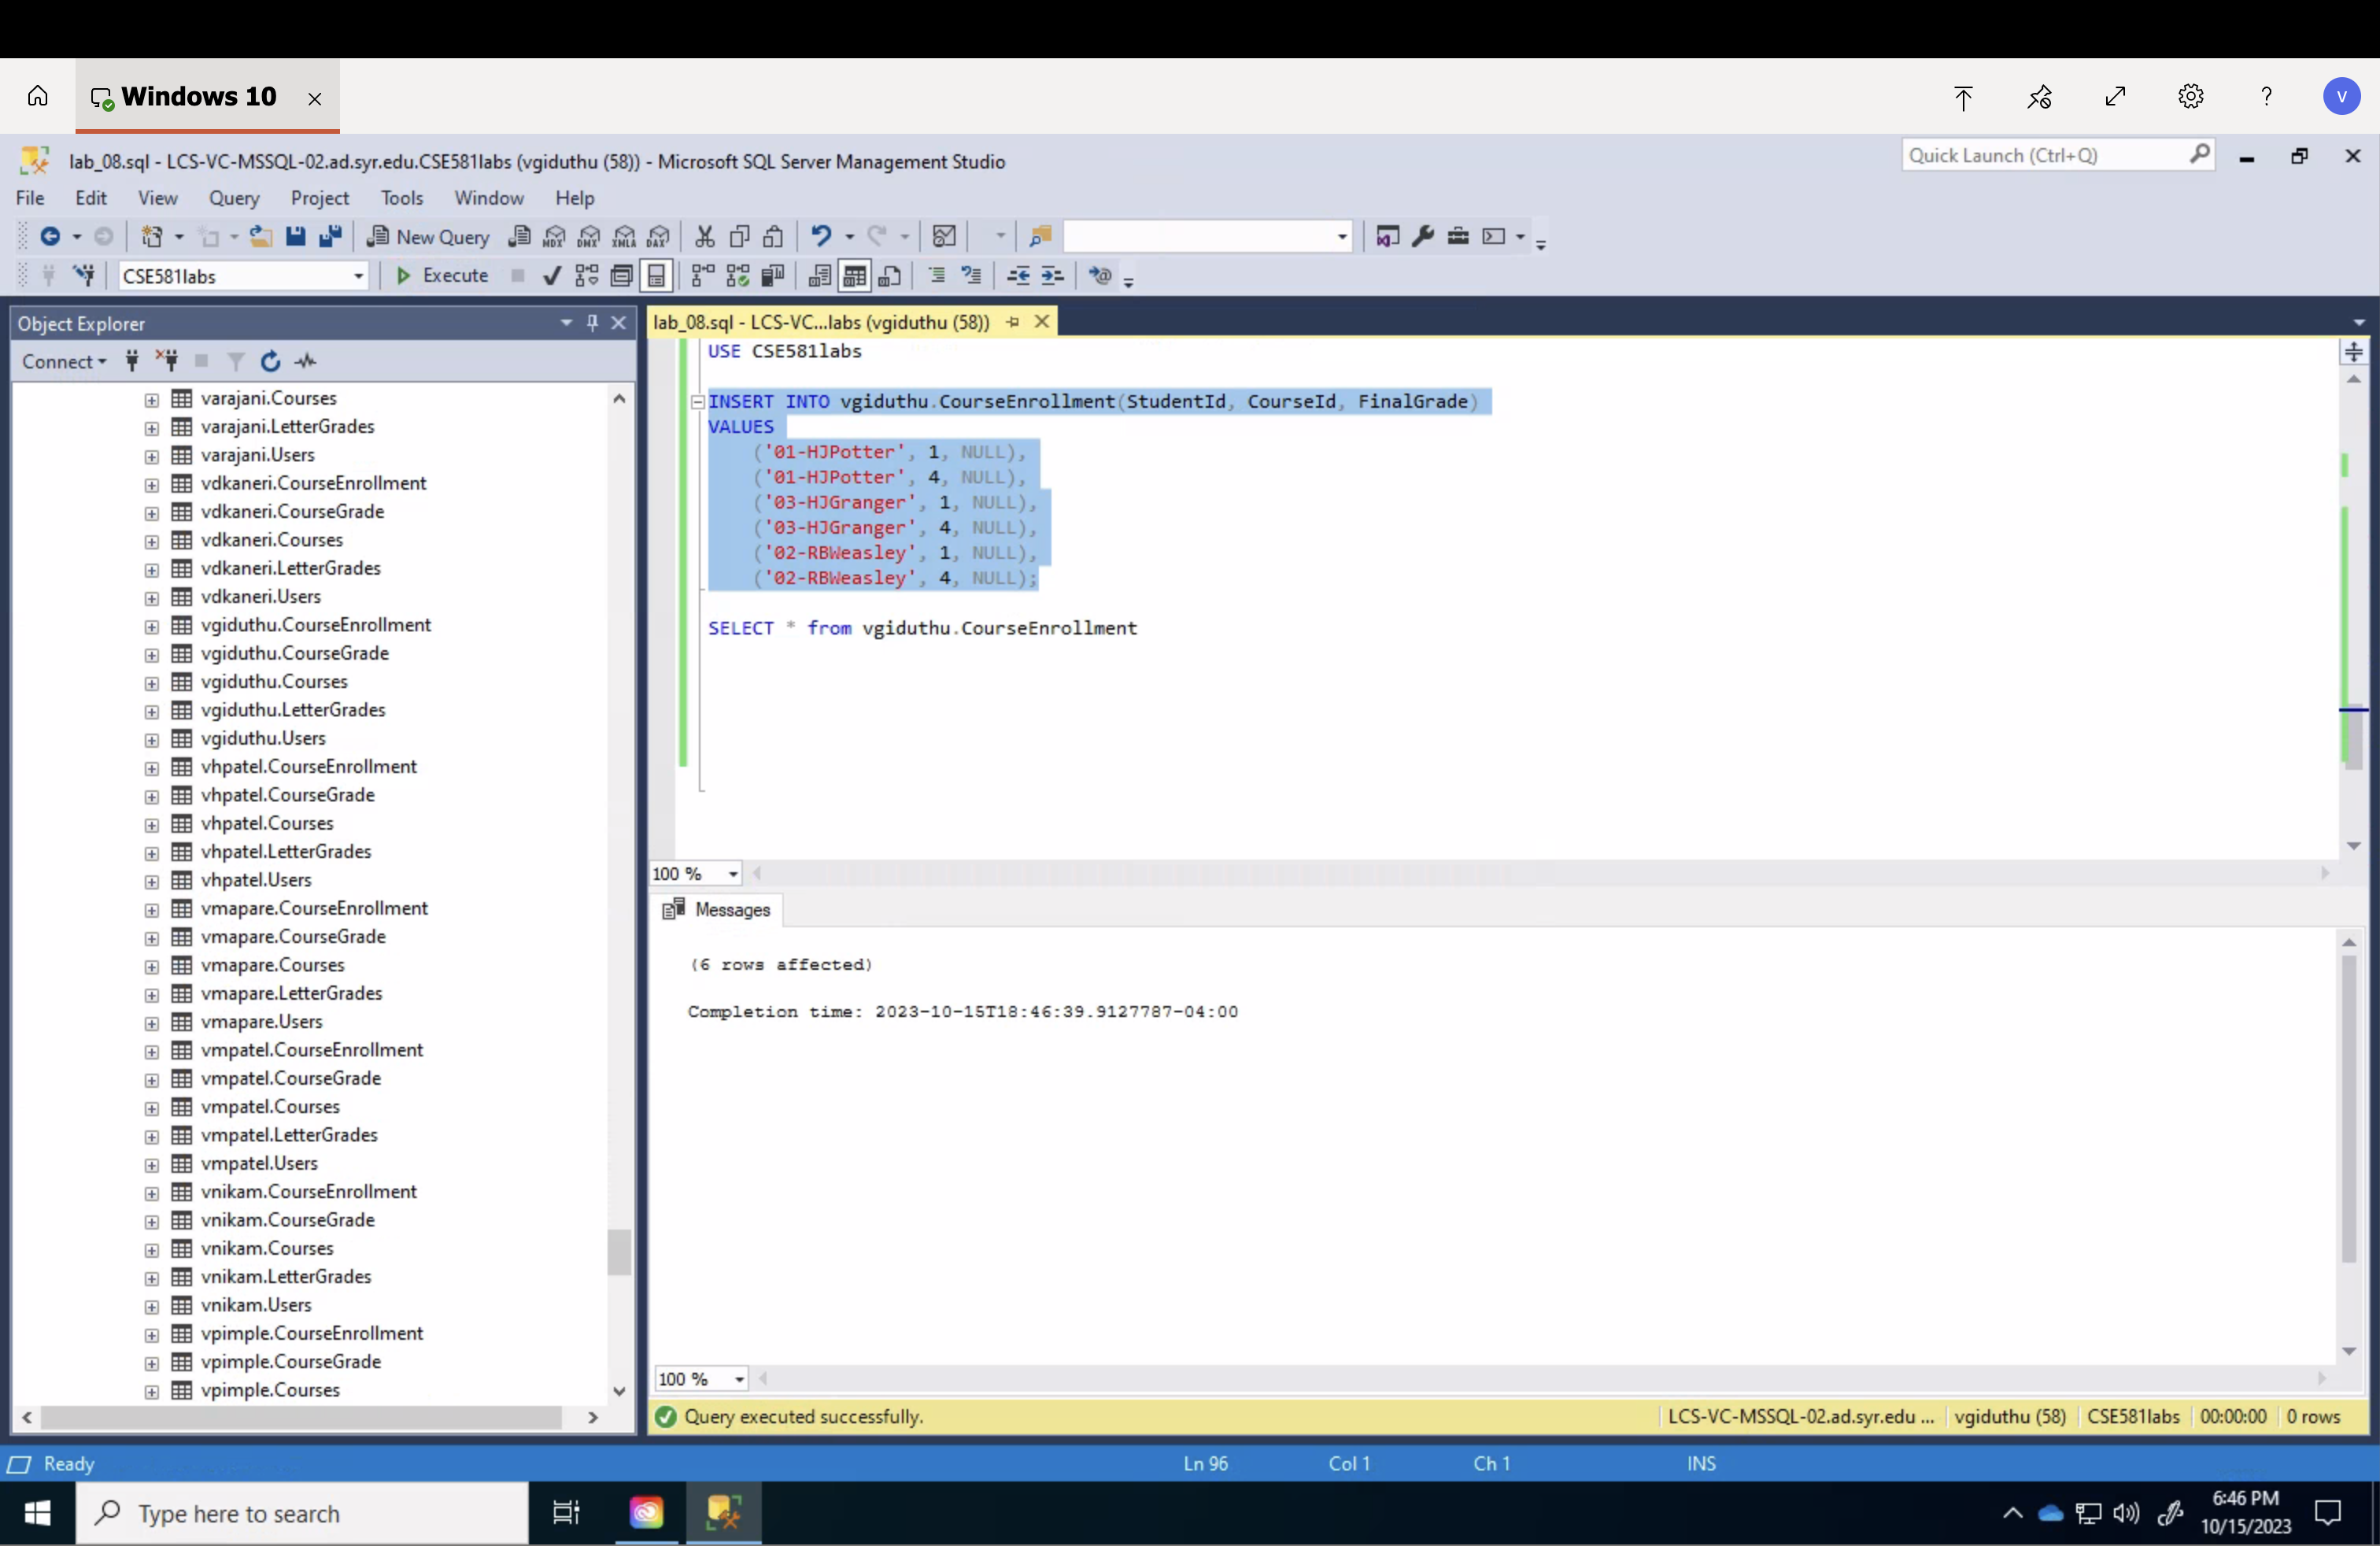 Windows 10
V
lab_08.sql - LCS-VC-MSSQL-02.ad.syr.edu.CSE581labs (vgiduthu (58)) - Microsoft SQL Server Management Studio
Quick Launch (Ctrl+Q)
File Edit View Query Project Tools Window Help
New Query MDX DMX XMLA DAX
CSE581labs Execute
Object Explorer
Connect
varajani.Courses
varajani.LetterGrades
varajani.Users
vdkaneri.CourseEnrollment
vdkaneri.CourseGrade
vdkaneri.Courses
vdkaneri.LetterGrades
vdkaneri.Users
vgiduthu.CourseEnrollment
vgiduthu.CourseGrade
vgiduthu.Courses
vgiduthu.LetterGrades
vgiduthu.Users
vhpatel.CourseEnrollment
vhpatel.CourseGrade
vhpatel.Courses
vhpatel.LetterGrades
vhpatel.Users
vmapare.CourseEnrollment
vmapare.CourseGrade
vmapare.Courses
vmapare.LetterGrades
vmapare.Users
vmpatel.CourseEnrollment
vmpatel.CourseGrade
vmpatel.Courses
vmpatel.LetterGrades
vmpatel.Users
vnikam.CourseEnrollment
vnikam.CourseGrade
vnikam.Courses
vnikam.LetterGrades
vnikam.Users
vpimple.CourseEnrollment
vpimple.CourseGrade
vpimple.Courses
lab_08.sql - LCS-VC...labs (vgiduthu (58))
USE CSE581labs
INSERT INTO vgiduthu.CourseEnrollment(StudentId, CourseId, FinalGrade)
VALUES
('01-HJPotter', 1, NULL),
('01-HJPotter', 4, NULL),
('03-HJGranger', 1, NULL),
('03-HJGranger', 4, NULL),
('02-RBWeasley', 1, NULL),
('02-RBWeasley', 4, NULL);
SELECT * from vgiduthu.CourseEnrollment
100 %
Messages
(6 rows affected)
Completion time: 2023-10-15T18:46:39.9127787-04:00
100 %
Query executed successfully. LCS-VC-MSSQL-02.ad.syr.edu ... vgiduthu (58) CSE581labs 00:00:00 0 rows
Ready Ln 96 Col 1 Ch 1 INS
Type here to search
6:46 PM
10/15/2023